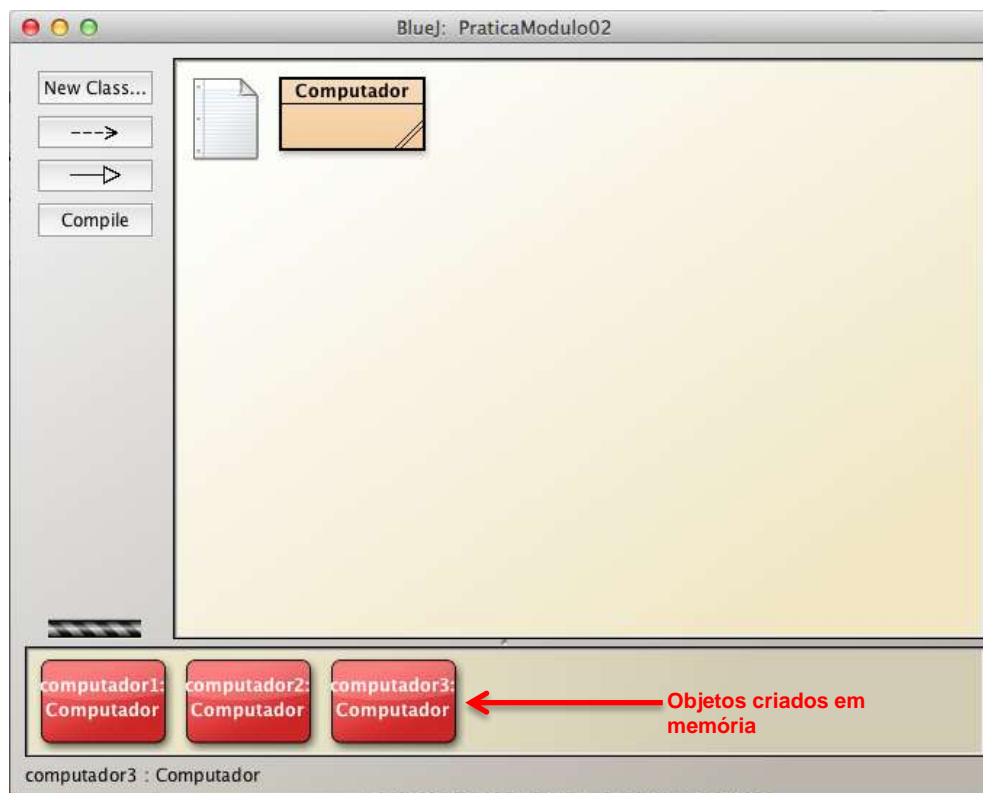 BlueJ: PraticaModulo02
New Class...
Compile
Computador
computador1:
Computador
computador2:
Computador
computador3:
Computador
Objetos criados em
memória
computador3 : Computador